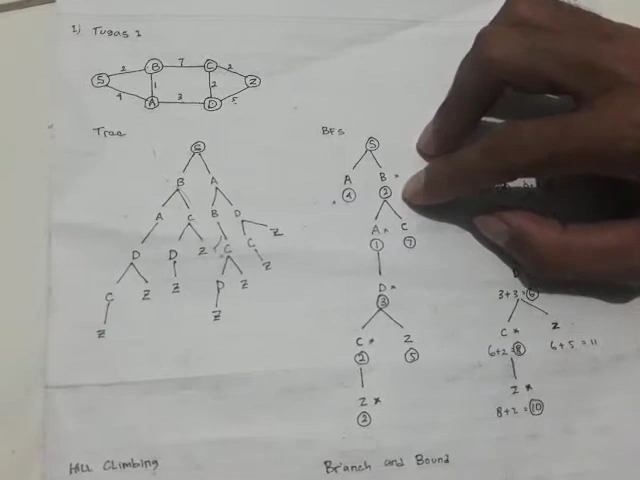 1) Tugas 1
S 2 B 7 C 2 Z
4 1 2 5
A 3 D
Tree
S
B A
A C B D
D D Z C C Z
C Z Z D Z Z
Z Z
BFS
S
A B *
4 2
A * C
1 7
D *
3
C * Z
2 5
Z *
2
D
3+3=6
C * Z
6+2=8 6+5=11
Z *
8+2=10
Hill Climbing
Branch and Bound